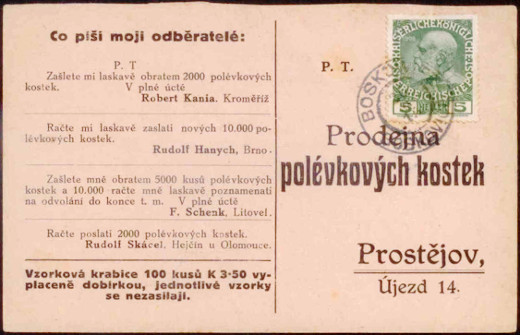 Co píší moji odběratelé:
P. T.
Zašlete mi laskavě obratem 2000 polévkových
kostek. V plné úctě
Robert Kania, Kroměříž
Račte mi laskavě zaslati nových 10.000 po-
lévkových kostek.
Rudolf Hanych, Brno.
Zašlete mně obratem 5000 kusů polévkových
kostek a 10.000 račte mně laskavě poznamenati
na odvolání do konce t. m. V plné úctě
F. Schenk, Litovel.
Račte poslati 2000 polévkových kostek.
Rudolf Skácel, Hejčín u Olomouce.
Vzorková krabice 100 kusů K 3·50 vy-
placeně dobírkou, jednotlivé vzorky
se nezasílají.
P. T.
5 5
Prodejna
polévkových kostek
Prostějov,
Újezd 14.